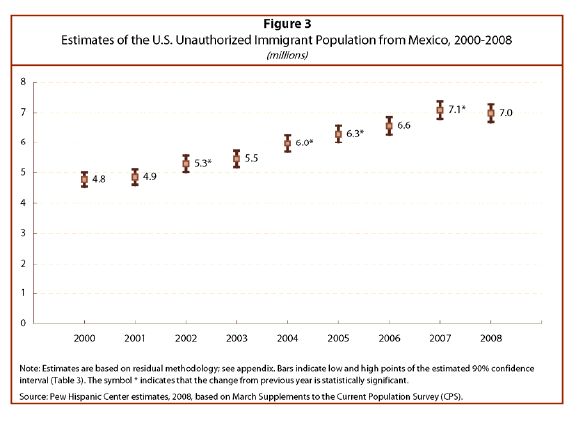 Figure 3
Estimates of the U.S. Unauthorized Immigrant Population from Mexico, 2000-2008
(millions)
8
7
6
5
4
3
2
1
0
4.8
4.9
5.3*
5.5
6.0*
6.3*
6.6
7.1*
7.0
2000 2001 2002 2003 2004 2005 2006 2007 2008
Note: Estimates are based on residual methodology; see appendix. Bars indicate low and high points of the estimated 90% confidence
interval (Table 3). The symbol * indicates that the change from previous year is statistically significant.
Source: Pew Hispanic Center estimates, 2008, based on March Supplements to the Current Population Survey (CPS).